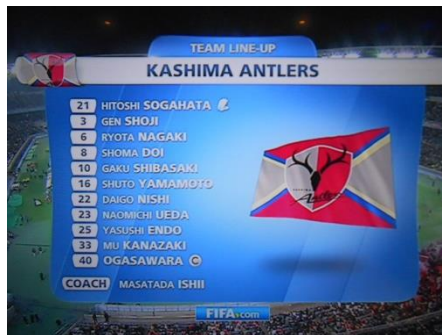 TEAM LINE-UP
KASHIMA ANTLERS
21 HITOSHI SOGAHATA
3 GEN SHOJI
6 RYOTA NAGAKI
8 SHOMA DOI
10 GAKU SHIBASAKI
16 SHUTO YAMAMOTO
22 DAIGO NISHI
23 NAOMICHI UEDA
25 YASUSHI ENDO
33 MU KANAZAKI
40 OGASAWARA C
COACH MASATADA ISHII
FIFA.com